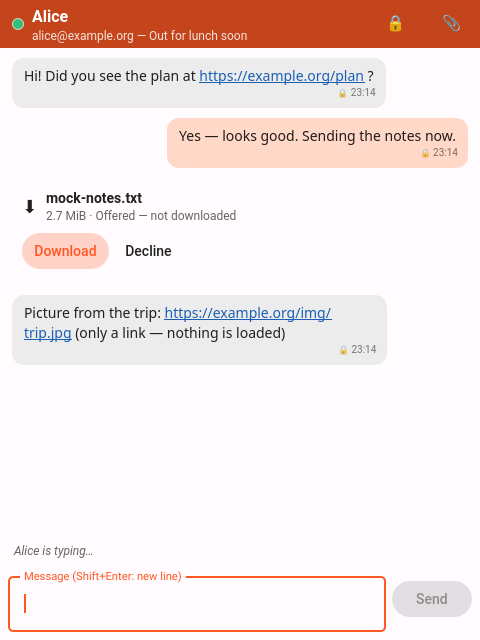 Alice
alice@example.org — Out for lunch soon
Hi! Did you see the plan at https://example.org/plan ?
23:14
Yes — looks good. Sending the notes now.
23:14
mock-notes.txt
2.7 MiB · Offered — not downloaded
Download Decline
Picture from the trip: https://example.org/img/
trip.jpg (only a link — nothing is loaded)
23:14
Alice is typing…
Message (Shift+Enter: new line)
Send